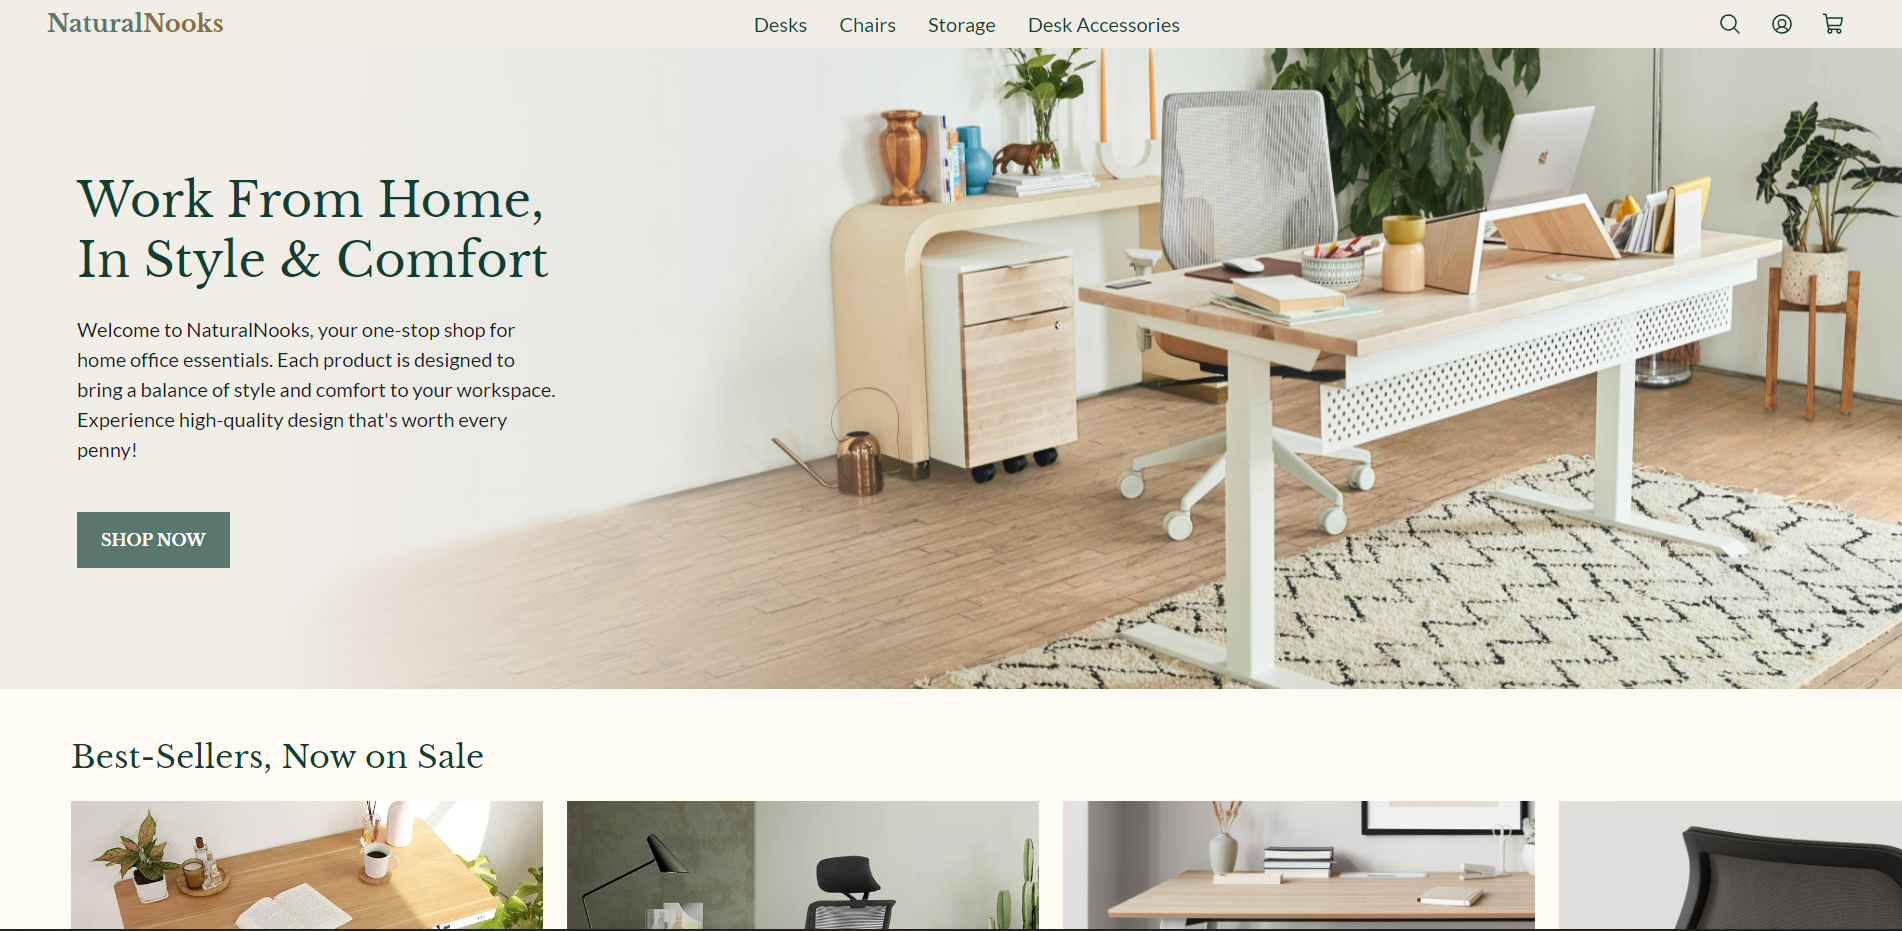 NaturalNooks
Desks
Chairs
Storage
Desk Accessories
Work From Home,
In Style & Comfort
Welcome to NaturalNooks, your one-stop shop for
home office essentials. Each product is designed to
bring a balance of style and comfort to your workspace.
Experience high-quality design that's worth every
penny!
SHOP NOW
Best-Sellers, Now on Sale